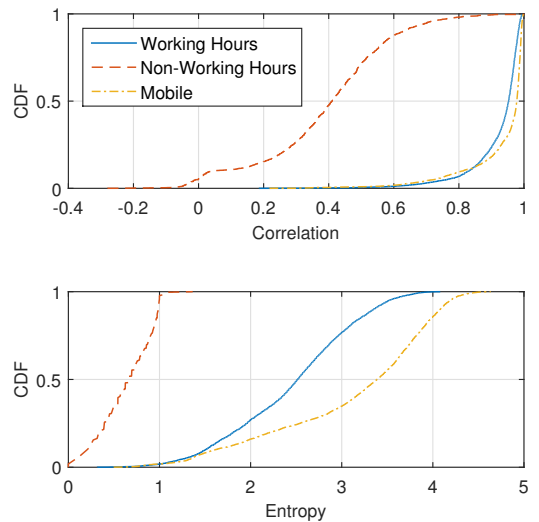 1
Working Hours
Non-Working Hours
Mobile
CDF
0.5
0
-0.4 -0.2 0 0.2 0.4 0.6 0.8 1
Correlation
1
CDF
0.5
0
0 1 2 3 4 5
Entropy